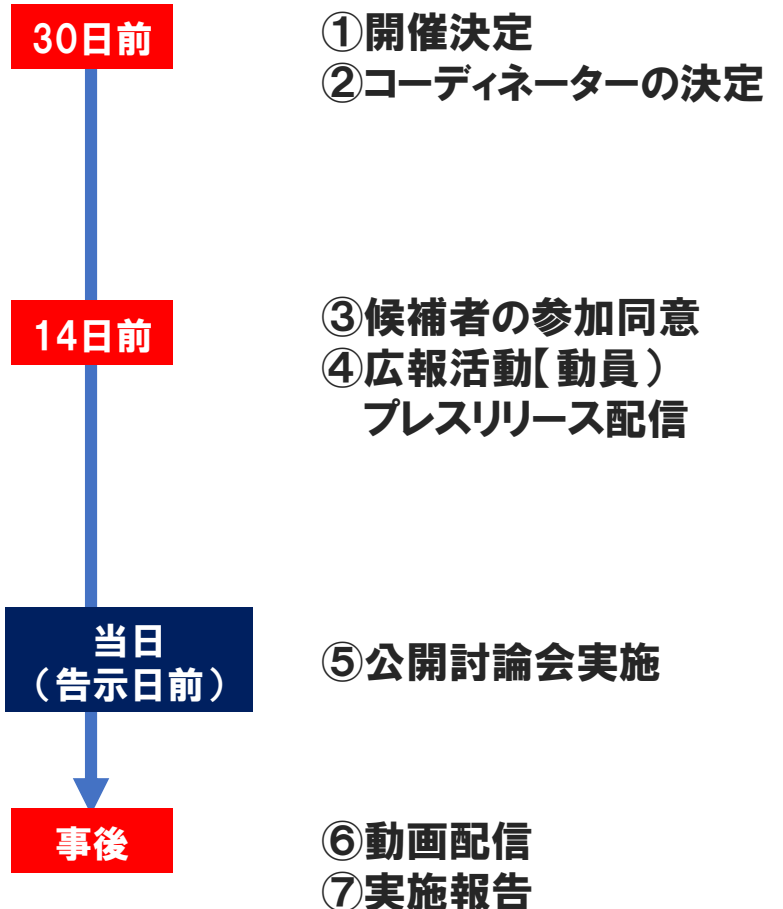 30日前
①開催決定
②コーディネーターの決定
14日前
③候補者の参加同意
④広報活動【動員）
プレスリリース配信
当日
（告示日前）
⑤公開討論会実施
事後
⑥動画配信
⑦実施報告